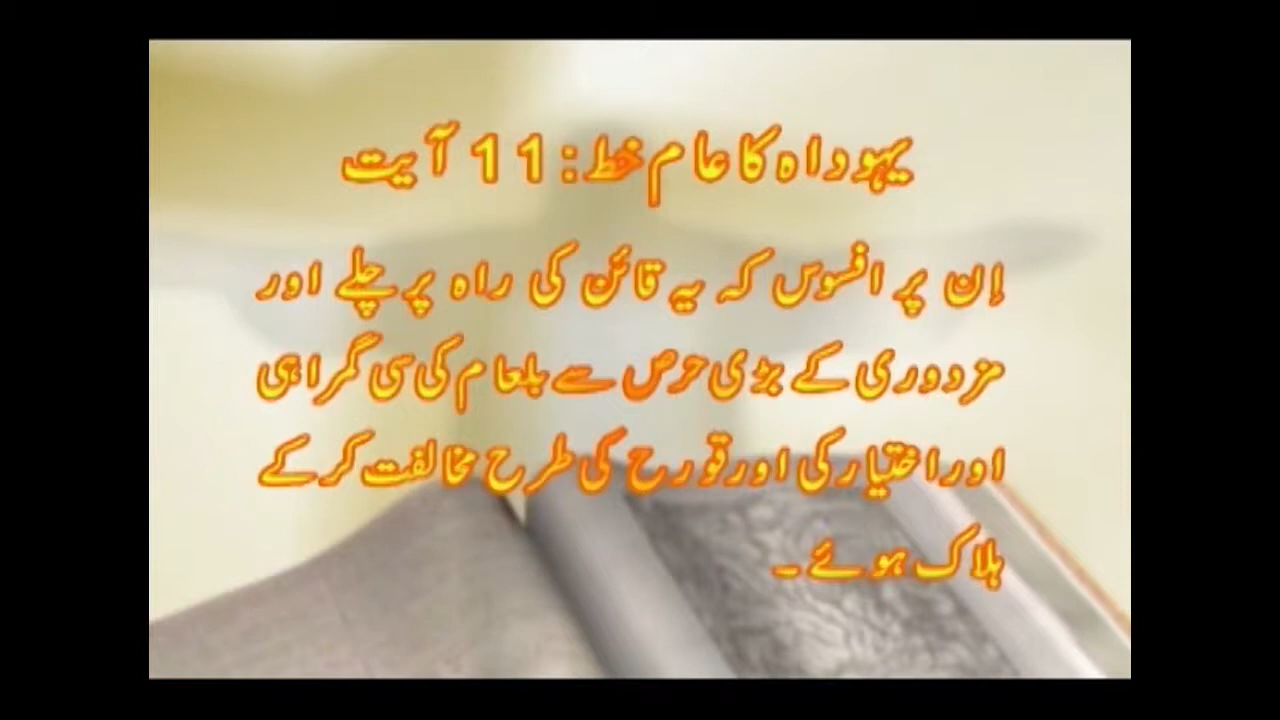 یہوداہ کا عام خط: 11 آیت
اِن پر افسوس کہ یہ قائن کی راہ پر چلے اور
مزدوری کے بڑی حرص سے بلعام کی سی گمراہی
اور اختیار کی اور قورح کی طرح مخالفت کر کے
ہلاک ہوئے۔